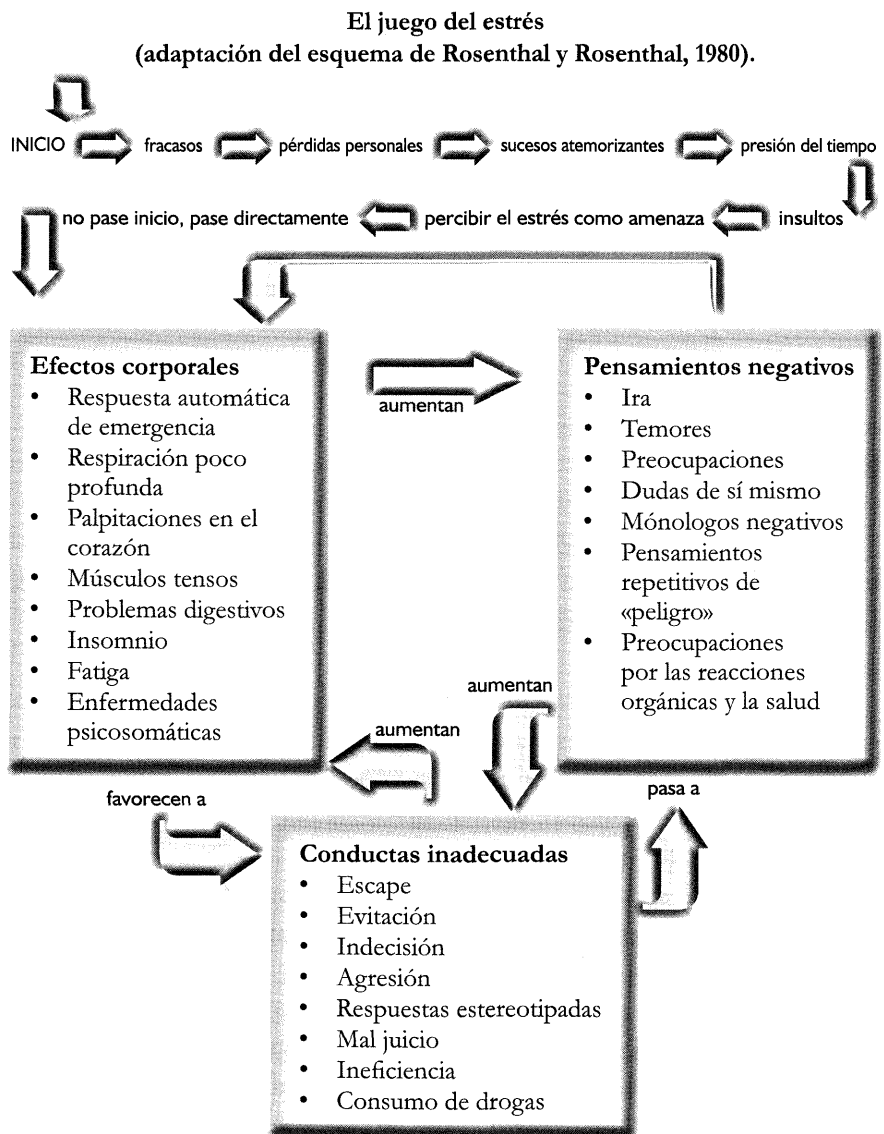 El juego del estrés
(adaptación del esquema de Rosenthal y Rosenthal, 1980).
INICIO fracasos pérdidas personales sucesos atemorizantes presión del tiempo
no pase inicio, pase directamente percibir el estrés como amenaza insultos
Efectos corporales
• Respuesta automática
de emergencia
• Respiración poco
profunda
• Palpitaciones en el
corazón
• Músculos tensos
• Problemas digestivos
• Insomnio
• Fatiga
• Enfermedades
psicosomáticas
aumentan
Pensamientos negativos
• Ira
• Temores
• Preocupaciones
• Dudas de sí mismo
• Mónologos negativos
• Pensamientos
repetitivos de
«peligro»
• Preocupaciones
por las reacciones
orgánicas y la salud
aumentan
aumentan
favorecen a
pasa a
Conductas inadecuadas
• Escape
• Evitación
• Indecisión
• Agresión
• Respuestas estereotipadas
• Mal juicio
• Ineficiencia
• Consumo de drogas